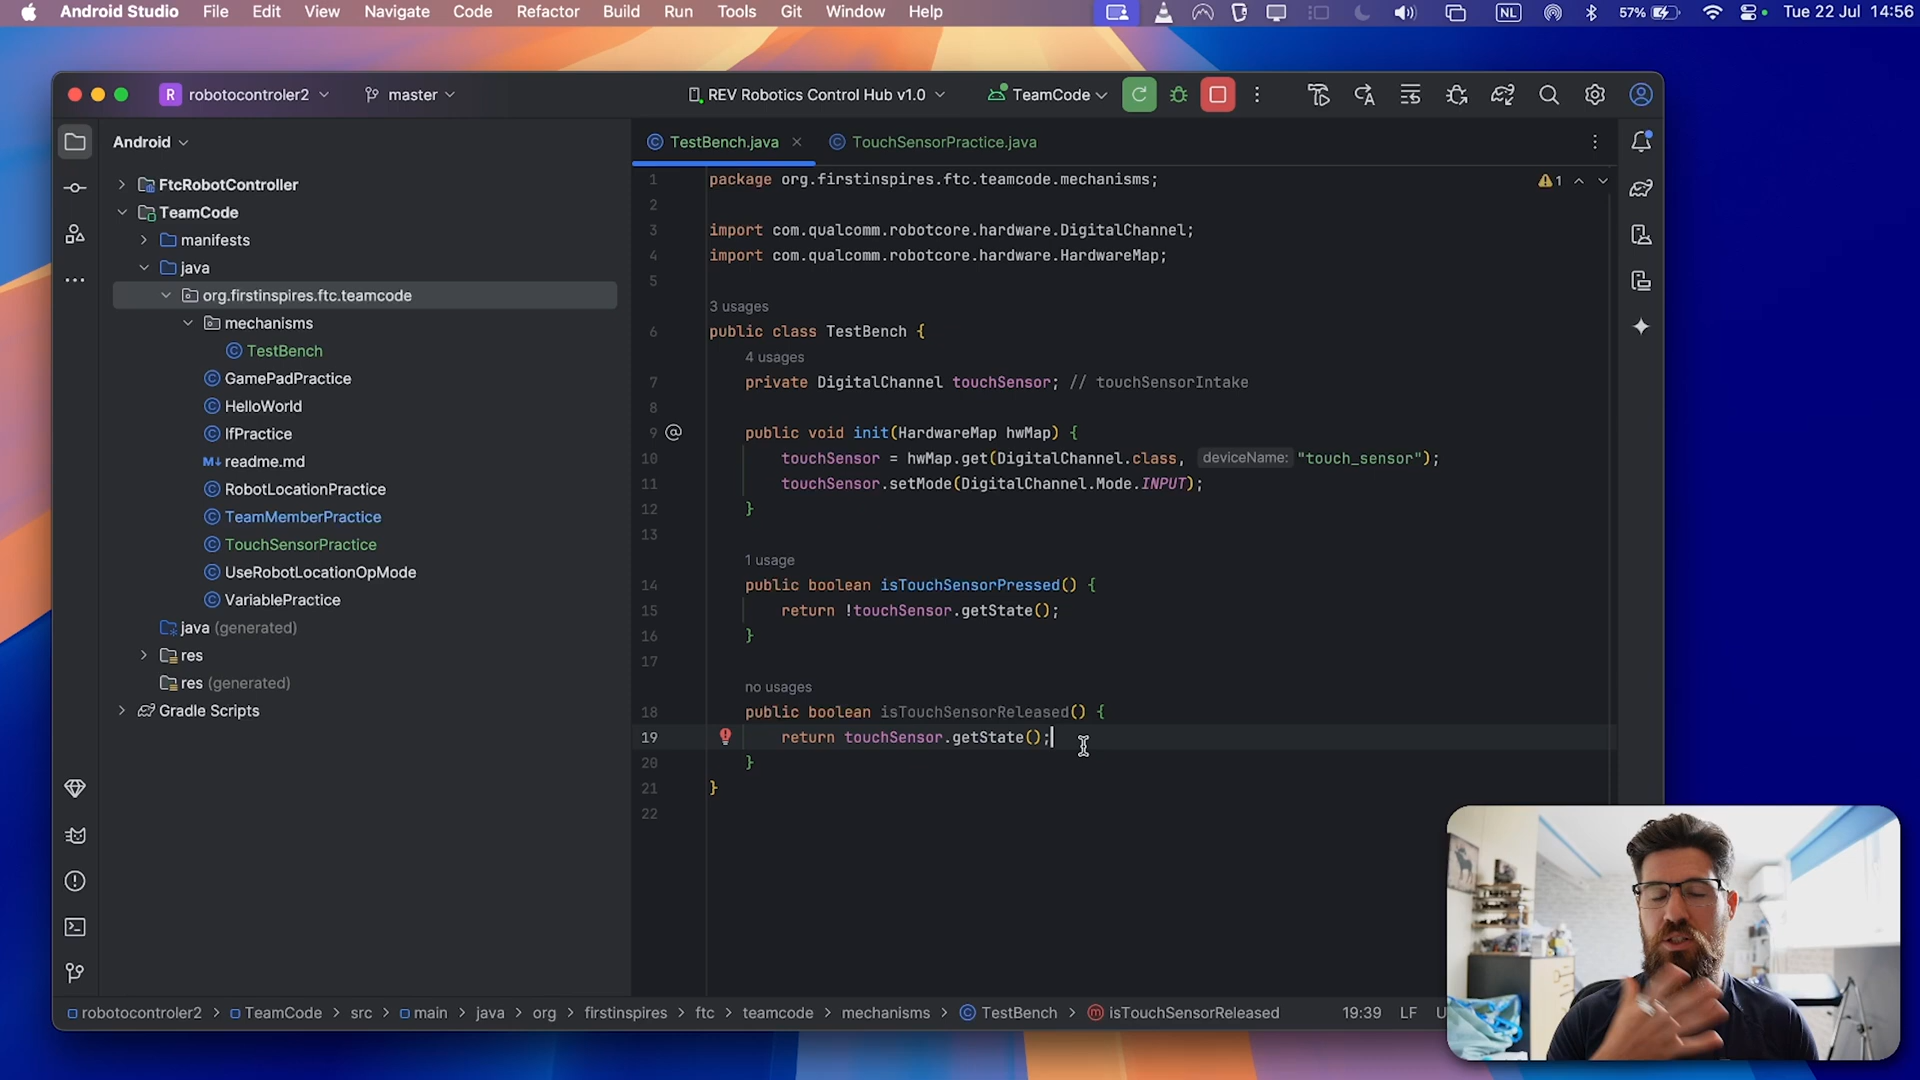 Android Studio File Edit View Navigate Code Refactor Build Run Tools Git Window Help NL 57% Tue 22 Jul 14:56
R robotocontroler2 master REV Robotics Control Hub v1.0 TeamCode
Android
TestBench.java TouchSensorPractice.java
FtcRobotController
TeamCode
manifests
java
org.firstinspires.ftc.teamcode
mechanisms
TestBench
GamePadPractice
HelloWorld
IfPractice
M↓ readme.md
RobotLocationPractice
TeamMemberPractice
TouchSensorPractice
UseRobotLocationOpMode
VariablePractice
java (generated)
res
res (generated)
Gradle Scripts
1 package org.firstinspires.ftc.teamcode.mechanisms; 1
2
3 import com.qualcomm.robotcore.hardware.DigitalChannel;
4 import com.qualcomm.robotcore.hardware.HardwareMap;
5
3 usages
6 public class TestBench {
4 usages
7 private DigitalChannel touchSensor; // touchSensorIntake
8
9 @ public void init(HardwareMap hwMap) {
10 touchSensor = hwMap.get(DigitalChannel.class, deviceName: "touch_sensor");
11 touchSensor.setMode(DigitalChannel.Mode.INPUT);
12 }
13
1 usage
14 public boolean isTouchSensorPressed() {
15 return !touchSensor.getState();
16 }
17
no usages
18 public boolean isTouchSensorReleased() {
19 return touchSensor.getState();
20 }
21 }
22
robotocontroler2 > TeamCode > src > main > java > org > firstinspires > ftc > teamcode > mechanisms > TestBench > isTouchSensorReleased 19:39 LF